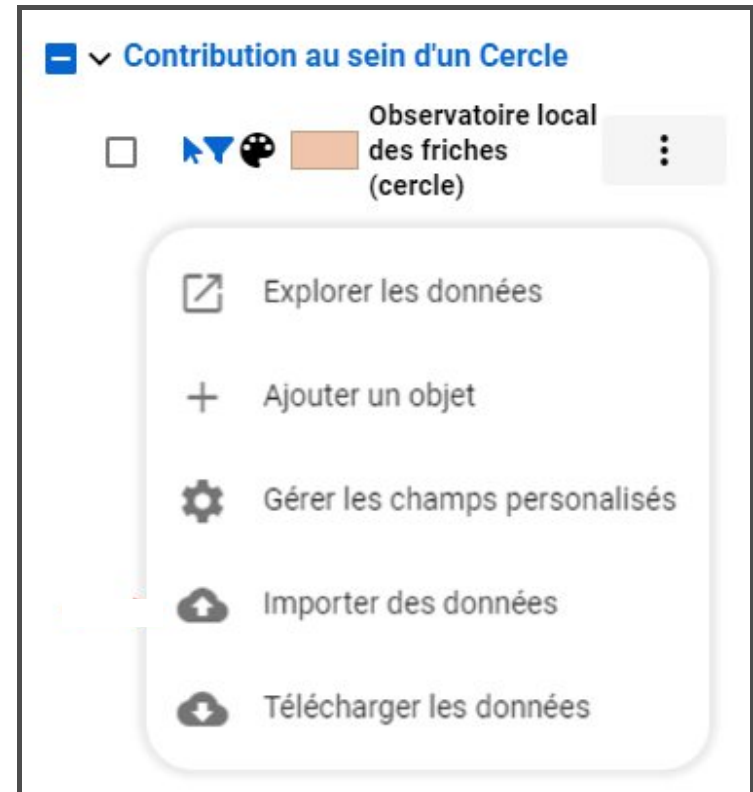 Contribution au sein d'un Cercle
Observatoire local
des friches
(cercle)
Explorer les données
Ajouter un objet
Gérer les champs personalisés
Importer des données
Télécharger les données